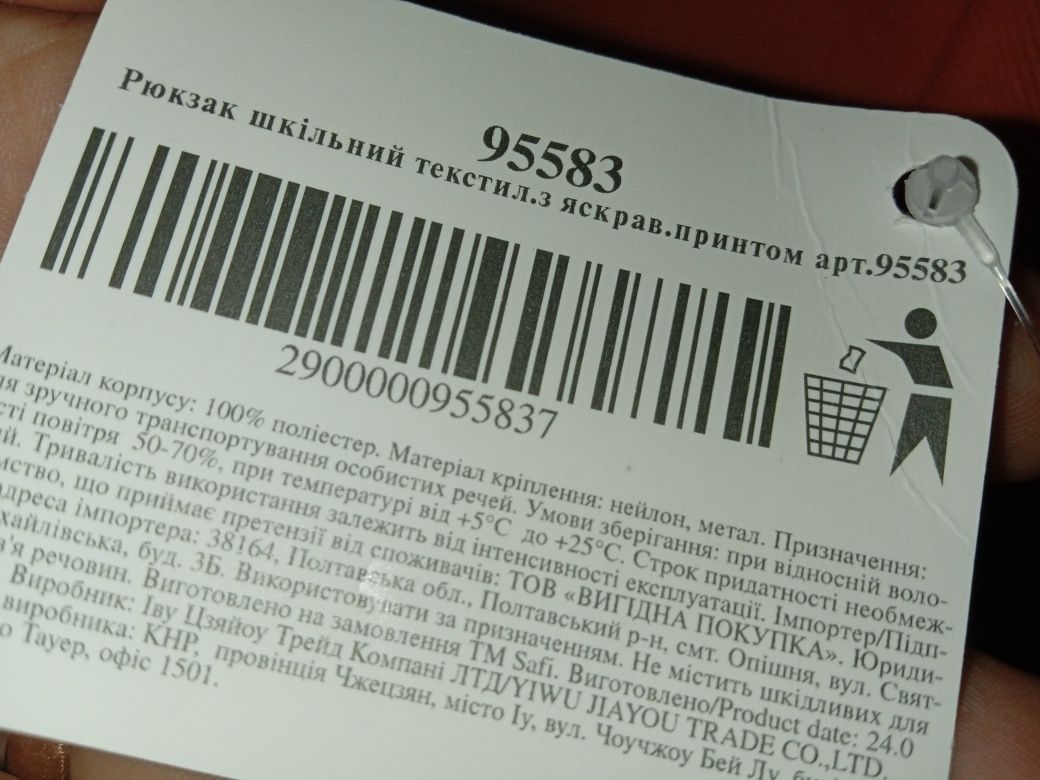 95583
Рюкзак шкільний текстил.з яскрав.принтом арт.95583
2900000955837
Матеріал корпусу: 100% поліестер. Матеріал кріплення: нейлон, метал. Призначення:
ля зручного транспортування особистих речей. Умови зберігання: при відносній воло-
сті повітря 50-70%, при температурі від +5°C до +25°C. Строк придатності необмеж-
ий. Тривалість використання залежить від інтенсивності експлуатації. Імпортер/Підп-
мство, що приймає претензії від споживачів: ТОВ «ВИГІДНА ПОКУПКА». Юриди-
адреса імпортера: 38164, Полтавська обл., Полтавський р-н, смт. Опішня, вул. Свят-
хайлівська, буд. 3Б. Використовувати за призначенням. Не містить шкідливих для
в'я речовин. Виготовлено на замовлення ТМ Safi. Виготовлено/Product date: 24.0
Виробник: Іву Цзяйоу Трейд Компані ЛТД/YIWU JIAYOU TRADE CO.,LTD.
виробника: КНР, провінція Чжецзян, місто Іу, вул. Чоучжоу Бей Лу,
о Тауер, офіс 1501.